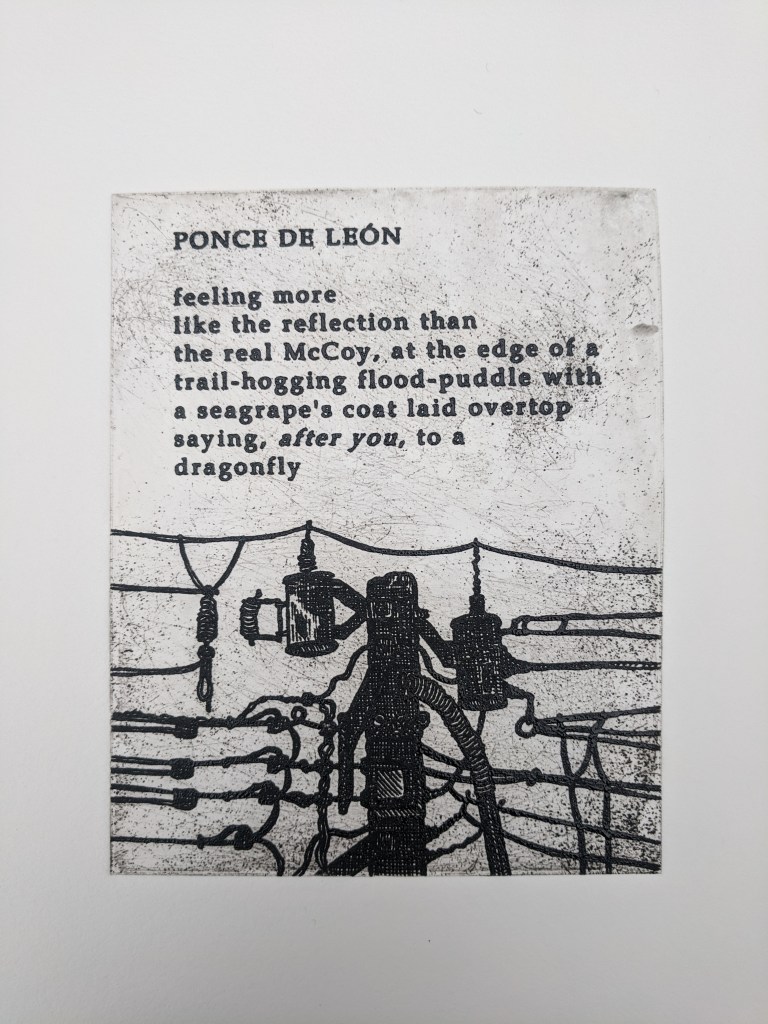 PONCE DE LEÓN
feeling more
like the reflection than
the real McCoy, at the edge of a
trail-hogging flood-puddle with
a seagrape's coat laid overtop
saying, after you, to a
dragonfly